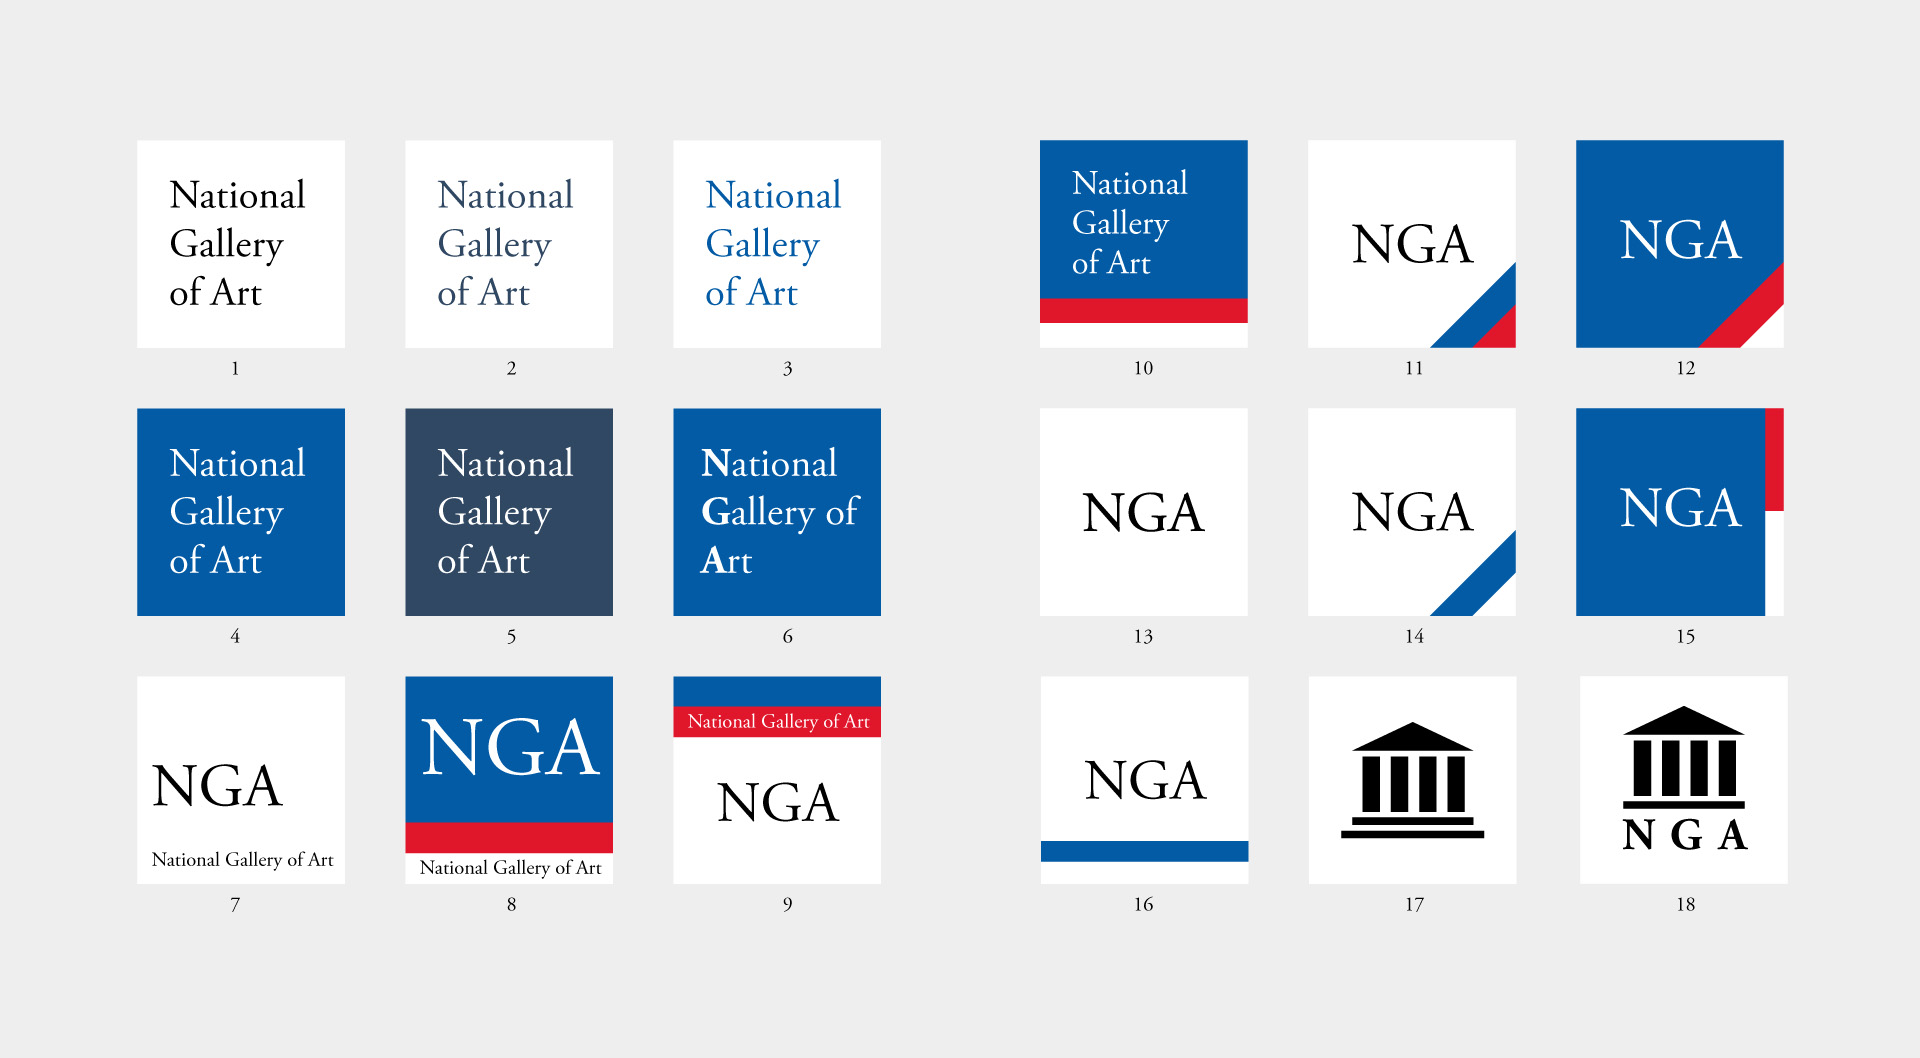 National
Gallery
of Art
1
National
Gallery
of Art
2
National
Gallery
of Art
3
National
Gallery
of Art
4
National
Gallery
of Art
5
National
Gallery of
Art
6
NGA
National Gallery of Art
7
NGA
National Gallery of Art
8
National Gallery of Art
NGA
9
National
Gallery
of Art
10
NGA
11
NGA
12
NGA
13
NGA
14
NGA
15
NGA
16
17
N G A
18